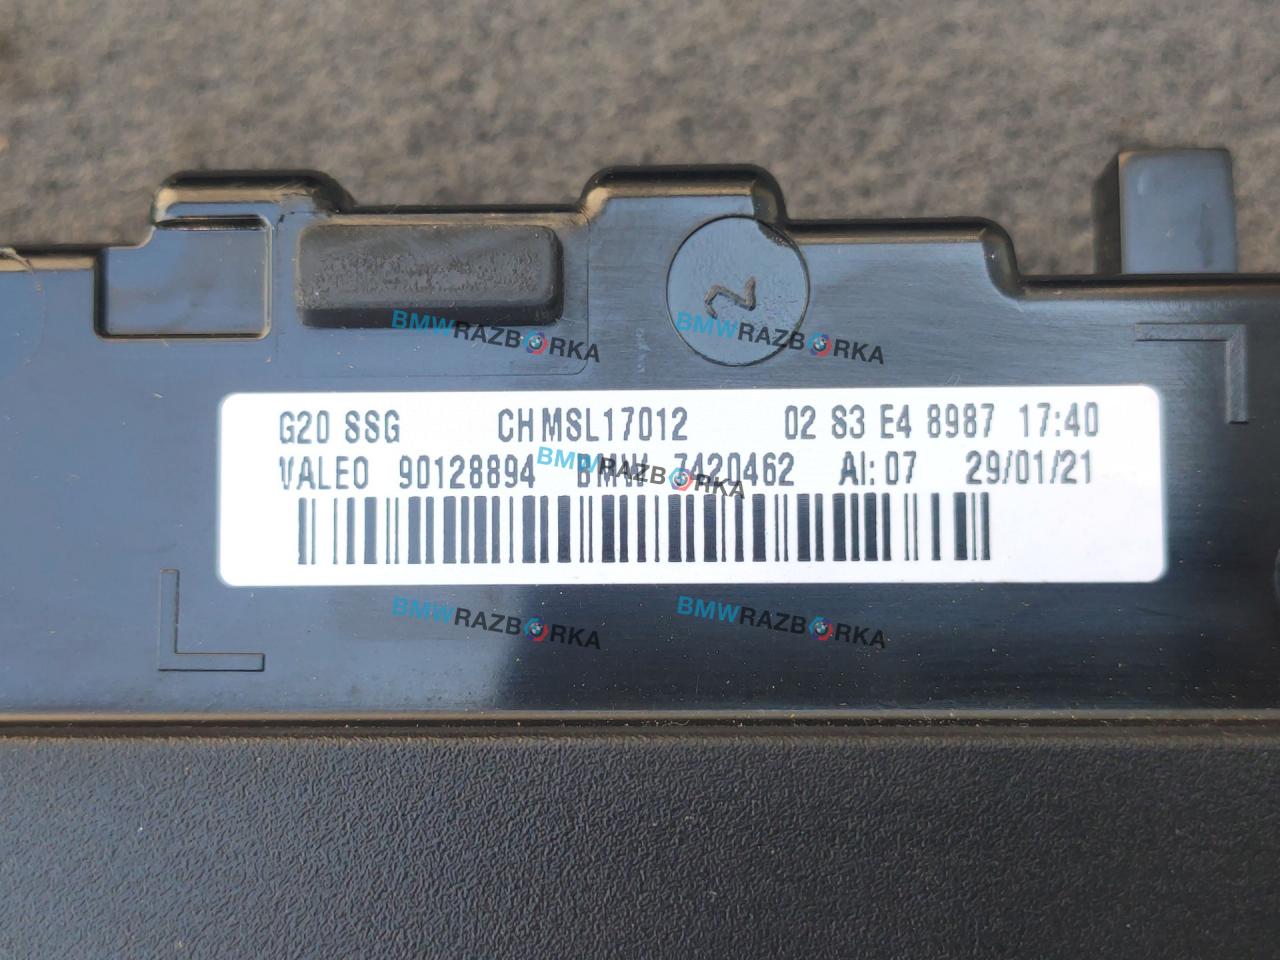 2
BMWRAZBORKA BMWRAZBORKA
G20 SSG CHMSL17012 02 S3 E4 8987 17:40
VALEO 90128894 BMW 7420462 AI:07 29/01/21
BMWRAZBORKA
BMWRAZBORKA BMWRAZBORKA